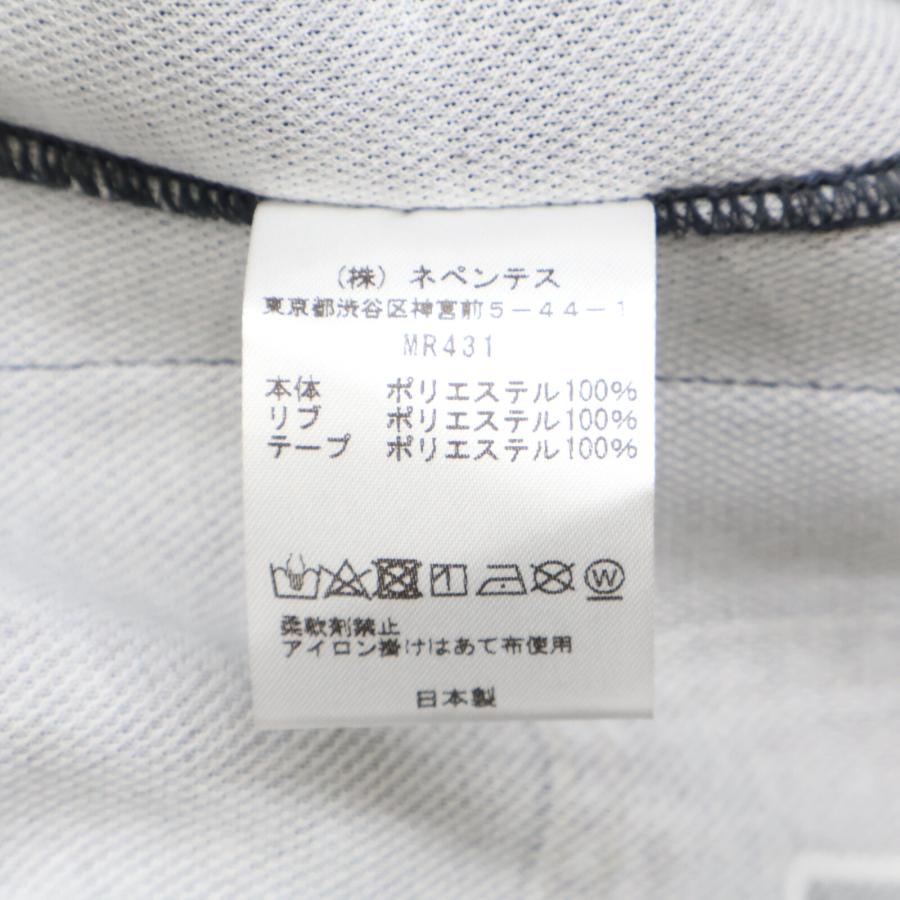 （株）ネペンテス
東京都渋谷区神宮前５－４４－１
MR431
本体　ポリエステル100%
リブ　ポリエステル100%
テープ　ポリエステル100%
W
柔軟剤禁止
アイロン掛けはあて布使用
日本製